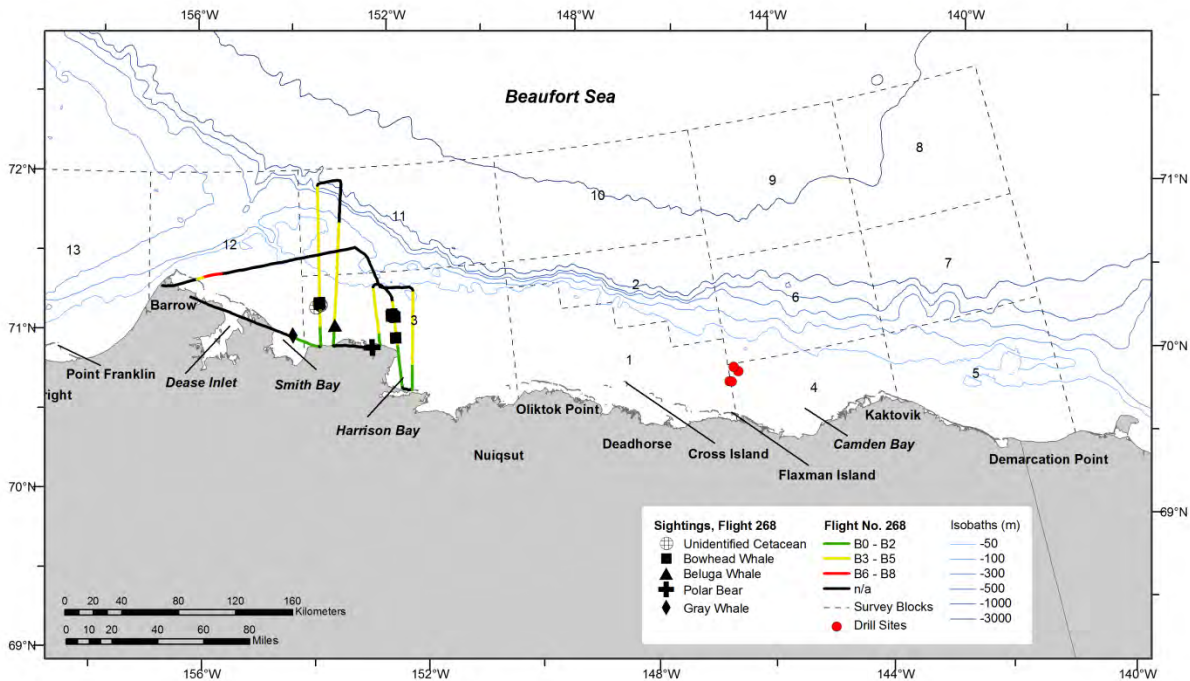 156°W 152°W 148°W 144°W 140°W
Beaufort Sea
72°N
71°N
8
9
10
11
12
13
7
6
2
3
71°N
70°N
Barrow
1
4
5
Point Franklin
right
Dease Inlet
Smith Bay
Harrison Bay
Oliktok Point
Kaktovik
Nuiqsut
Deadhorse
Cross Island
Camden Bay
Flaxman Island
Demarcation Point
70°N
69°N
69°N
Sightings, Flight 268
Unidentified Cetacean
Bowhead Whale
Beluga Whale
Polar Bear
Gray Whale
Flight No. 268
B0 - B2
B3 - B5
B6 - B8
n/a
Survey Blocks
Drill Sites
Isobaths (m)
-50
-100
-300
-500
-1000
-3000
0 20 40 80 120 160
Kilometers
0 10 20 40 60 80
Miles
156°W 152°W 148°W 144°W 140°W